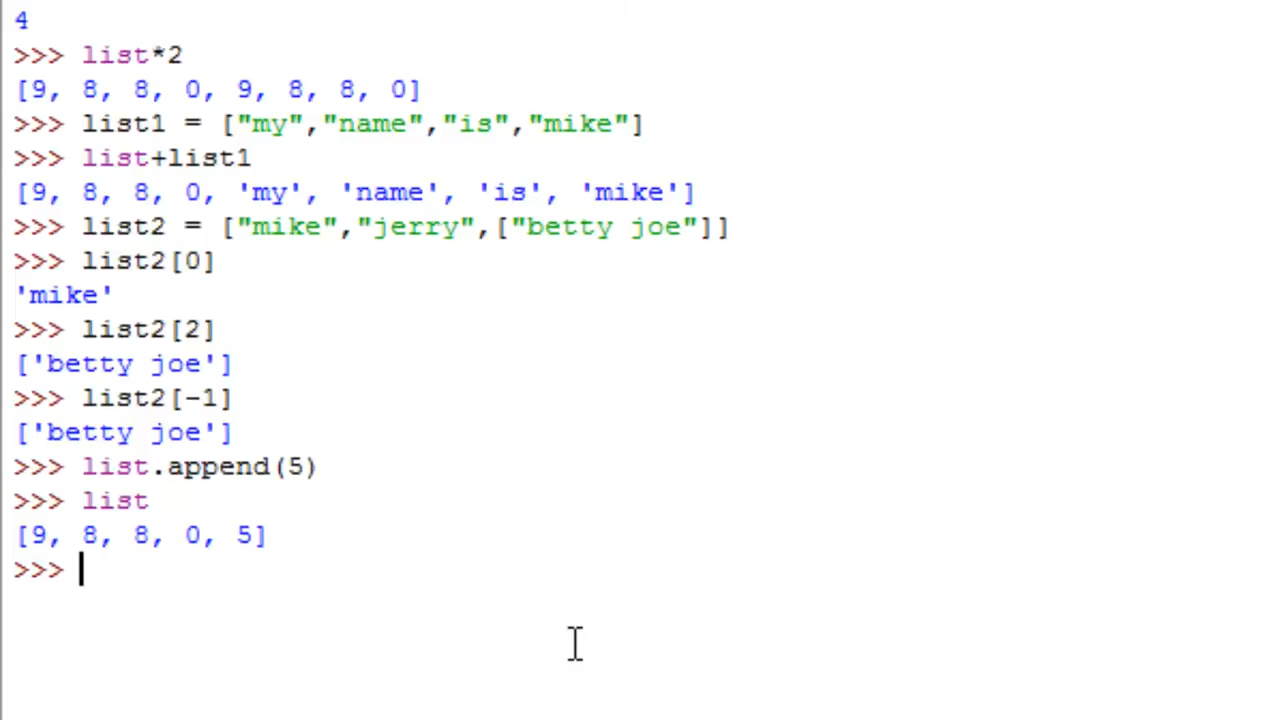 4
>>> list*2
[9, 8, 8, 0, 9, 8, 8, 0]
>>> list1 = ["my","name","is","mike"]
>>> list+list1
[9, 8, 8, 0, 'my', 'name', 'is', 'mike']
>>> list2 = ["mike","jerry",["betty joe"]]
>>> list2[0]
'mike'
>>> list2[2]
['betty joe']
>>> list2[-1]
['betty joe']
>>> list.append(5)
>>> list
[9, 8, 8, 0, 5]
>>>